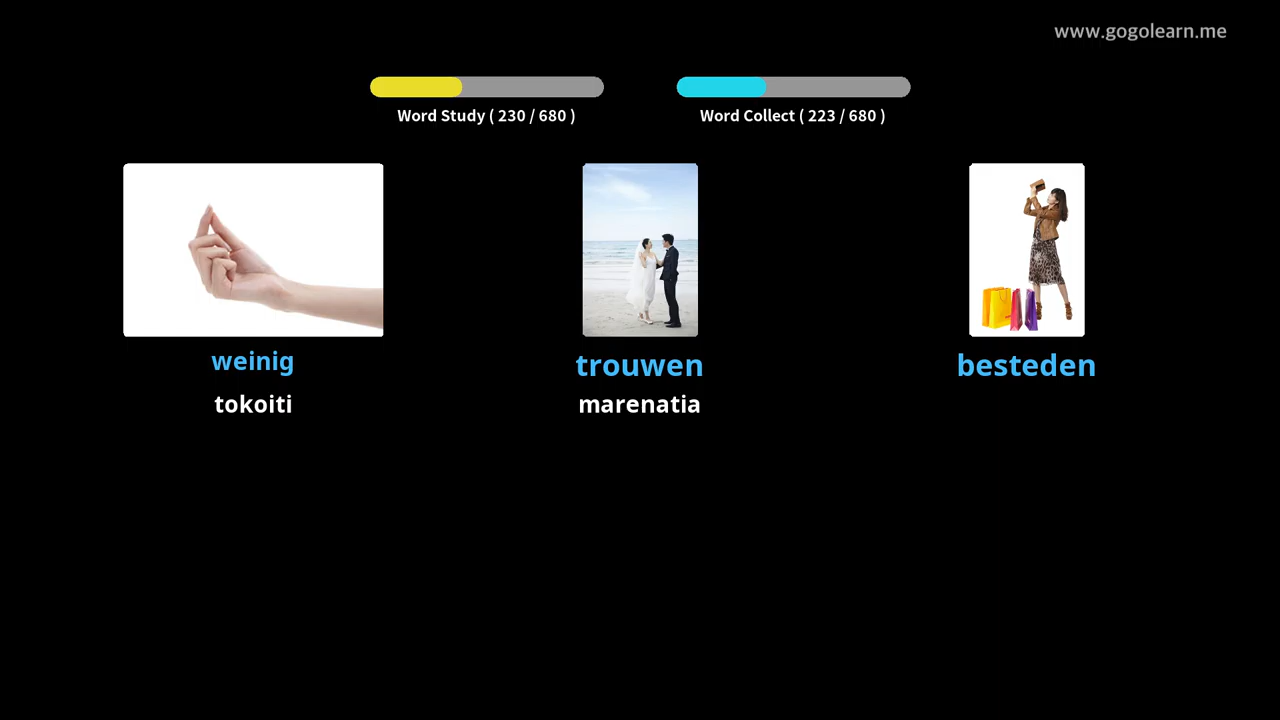 www.gogolearn.me
Word Study ( 230 / 680 )
Word Collect ( 223 / 680 )
weinig
trouwen
besteden
tokoiti
marenatia